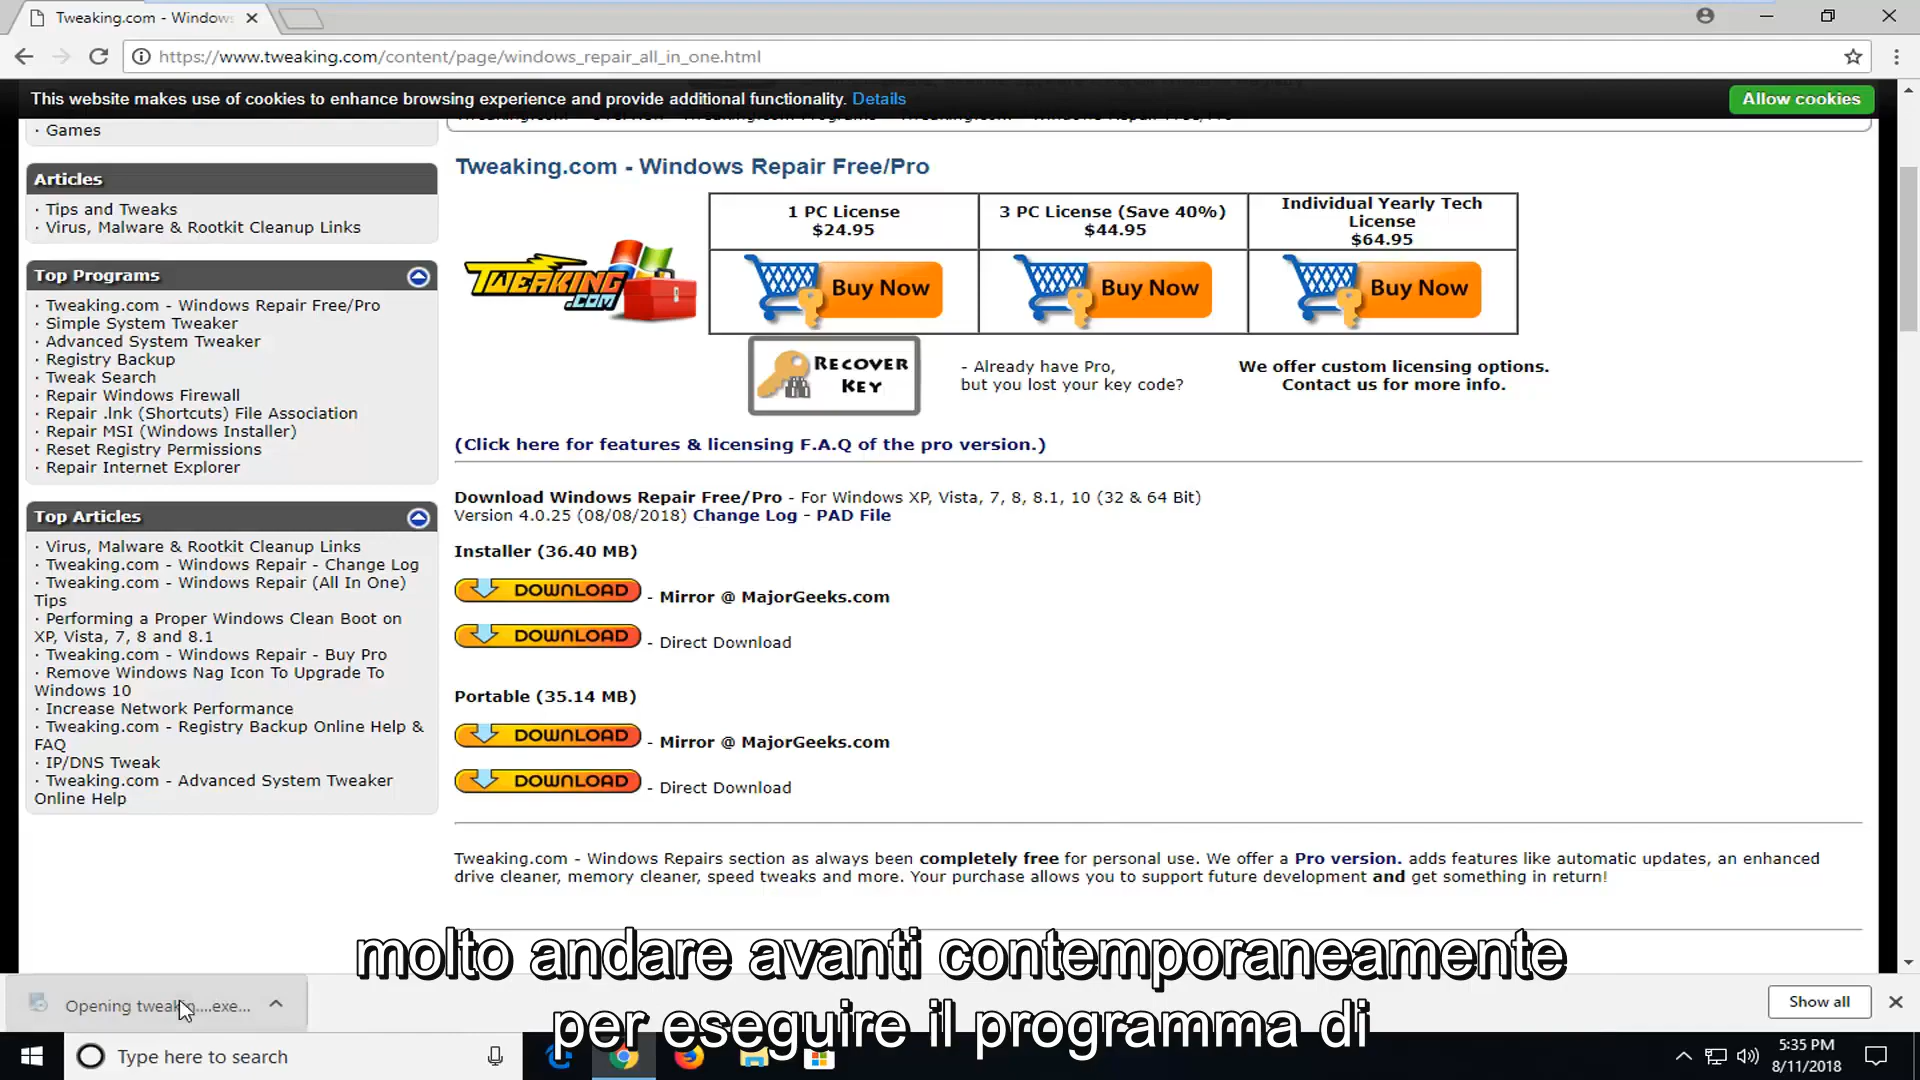 Tweaking.com - Windows
https://www.tweaking.com/content/page/windows_repair_all_in_one.html
This website makes use of cookies to enhance browsing experience and provide additional functionality. Details
Allow cookies
· Games
Articles
· Tips and Tweaks
· Virus, Malware & Rootkit Cleanup Links
Top Programs
· Tweaking.com - Windows Repair Free/Pro
· Simple System Tweaker
· Advanced System Tweaker
· Registry Backup
· Tweak Search
· Repair Windows Firewall
· Repair .lnk (Shortcuts) File Association
· Repair MSI (Windows Installer)
· Reset Registry Permissions
· Repair Internet Explorer
Top Articles
· Virus, Malware & Rootkit Cleanup Links
· Tweaking.com - Windows Repair - Change Log
· Tweaking.com - Windows Repair (All In One)
Tips
· Performing a Proper Windows Clean Boot on
XP, Vista, 7, 8 and 8.1
· Tweaking.com - Windows Repair - Buy Pro
· Remove Windows Nag Icon To Upgrade To
Windows 10
· Increase Network Performance
· Tweaking.com - Registry Backup Online Help &
FAQ
· IP/DNS Tweak
· Tweaking.com - Advanced System Tweaker
Online Help
Tweaking.com - Windows Repair Free/Pro
TWEAKING
.COM
1 PC License
$24.95
Buy Now
3 PC License (Save 40%)
$44.95
Buy Now
Individual Yearly Tech
License
$64.95
Buy Now
RECOVER
KEY
- Already have Pro,
but you lost your key code?
We offer custom licensing options.
Contact us for more info.
(Click here for features & licensing F.A.Q of the pro version.)
Download Windows Repair Free/Pro - For Windows XP, Vista, 7, 8, 8.1, 10 (32 & 64 Bit)
Version 4.0.25 (08/08/2018) Change Log - PAD File
Installer (36.40 MB)
DOWNLOAD - Mirror @ MajorGeeks.com
DOWNLOAD - Direct Download
Portable (35.14 MB)
DOWNLOAD - Mirror @ MajorGeeks.com
DOWNLOAD - Direct Download
Tweaking.com - Windows Repairs section as always been completely free for personal use. We offer a Pro version. adds features like automatic updates, an enhanced
drive cleaner, memory cleaner, speed tweaks and more. Your purchase allows you to support future development and get something in return!
molto andare avanti contemporaneamente
per eseguire il programma di
Opening tweakin....exe...
Show all
Type here to search
5:35 PM
8/11/2018